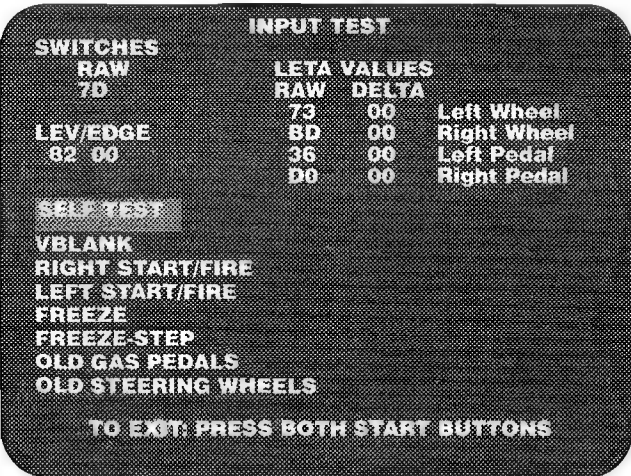 INPUT TEST
SWITCHES
RAW
7D
LEV/EDGE
82 00
LETA VALUES
RAW DELTA
73 00 Left Wheel
8D 00 Right Wheel
36 00 Left Pedal
D0 00 Right Pedal
SELF TEST
VBLANK
RIGHT START/FIRE
LEFT START/FIRE
FREEZE
FREEZE-STEP
OLD GAS PEDALS
OLD STEERING WHEELS
TO EXIT: PRESS BOTH START BUTTONS